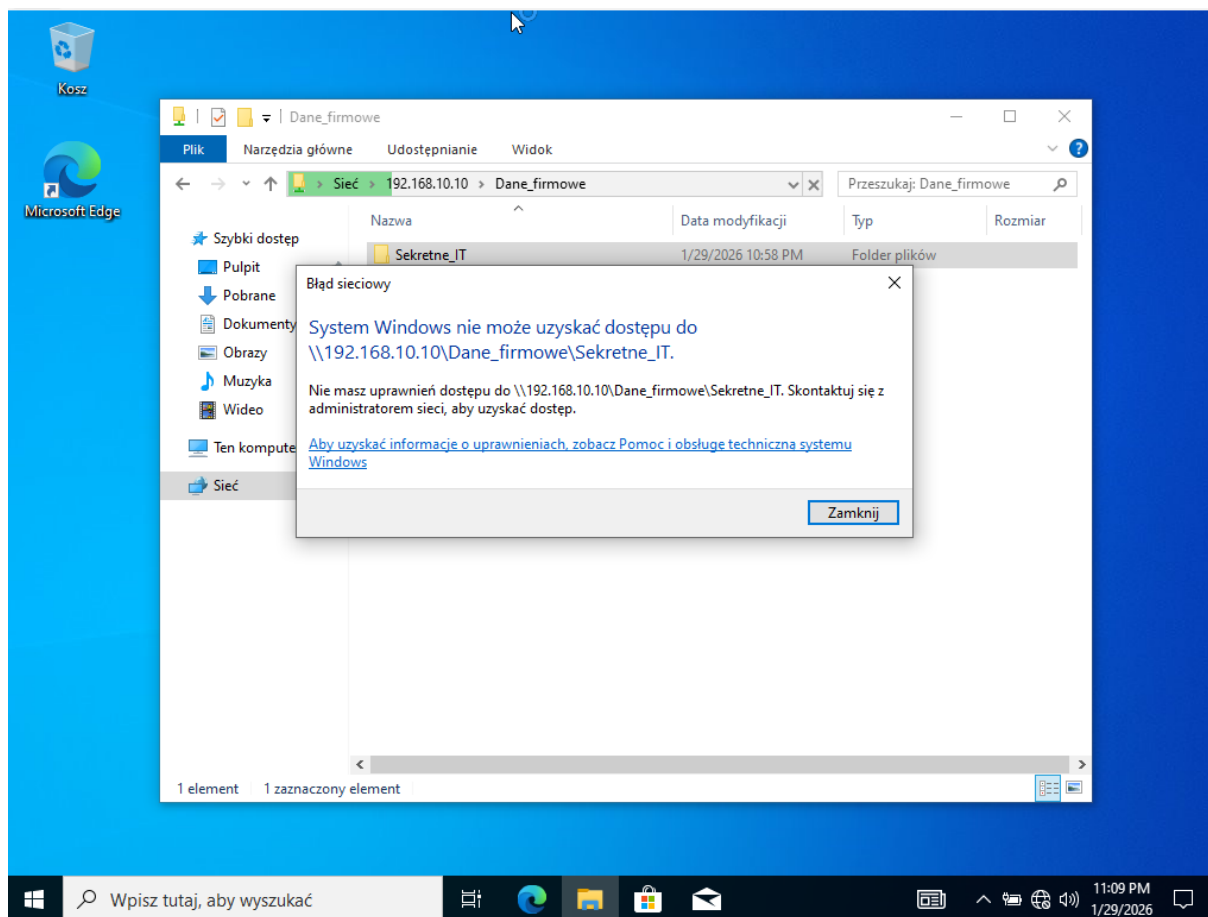 Kosz
Microsoft Edge
Dane_firmowe
Plik Narzędzia główne Udostępnianie Widok
Sieć 192.168.10.10 Dane_firmowe
Przeszukaj: Dane_firmowe
Nazwa Data modyfikacji Typ Rozmiar
Szybki dostęp
Pulpit
Pobrane
Dokumenty
Obrazy
Muzyka
Wideo
Ten kompute
Sieć
Sekretne_IT 1/29/2026 10:58 PM Folder plików
Błąd sieciowy
System Windows nie może uzyskać dostępu do
\\192.168.10.10\Dane_firmowe\Sekretne_IT.
Nie masz uprawnień dostępu do \\192.168.10.10\Dane_firmowe\Sekretne_IT. Skontaktuj się z
administratorem sieci, aby uzyskać dostęp.
Aby uzyskać informacje o uprawnieniach, zobacz Pomoc i obsługę techniczna systemu
Windows
Zamknij
1 element 1 zaznaczony element
Wpisz tutaj, aby wyszukać
11:09 PM
1/29/2026